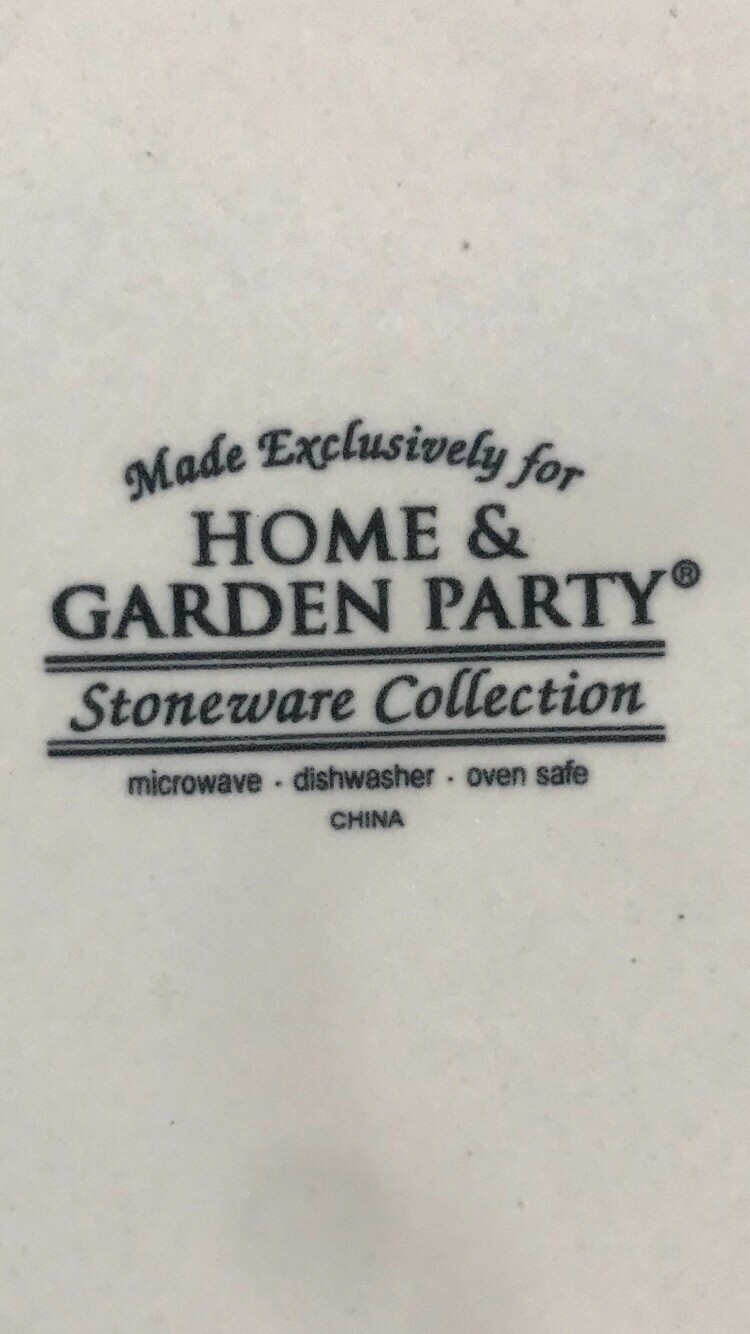 Made Exclusively for
HOME &
GARDEN PARTY®
Stoneware Collection
microwave · dishwasher · oven safe
CHINA